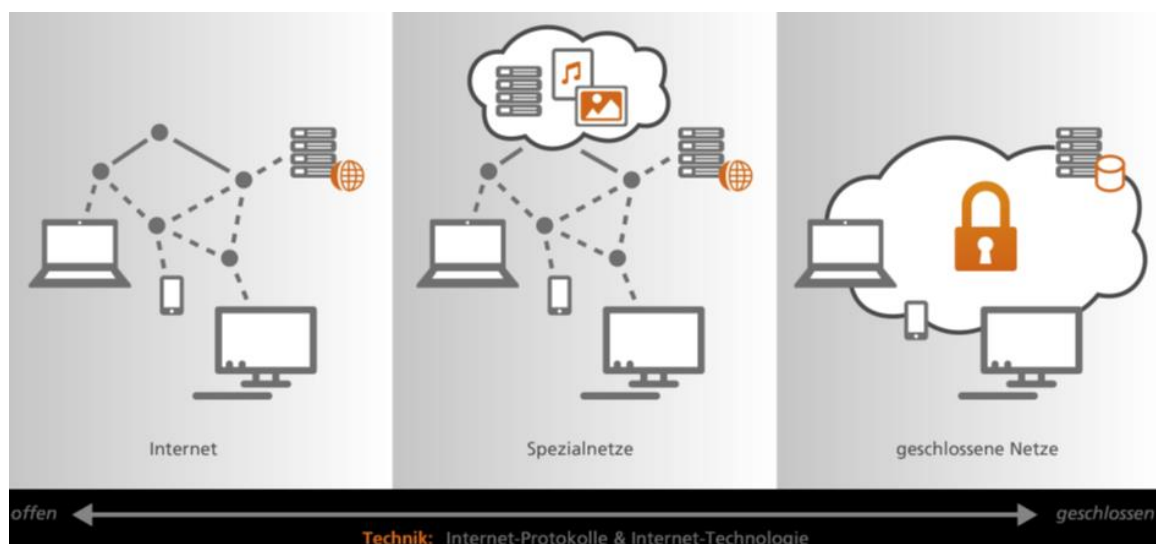 Internet
Spezialnetze
geschlossene Netze
offen
geschlossen
Technik: Internet-Protokolle & Internet-Technologie